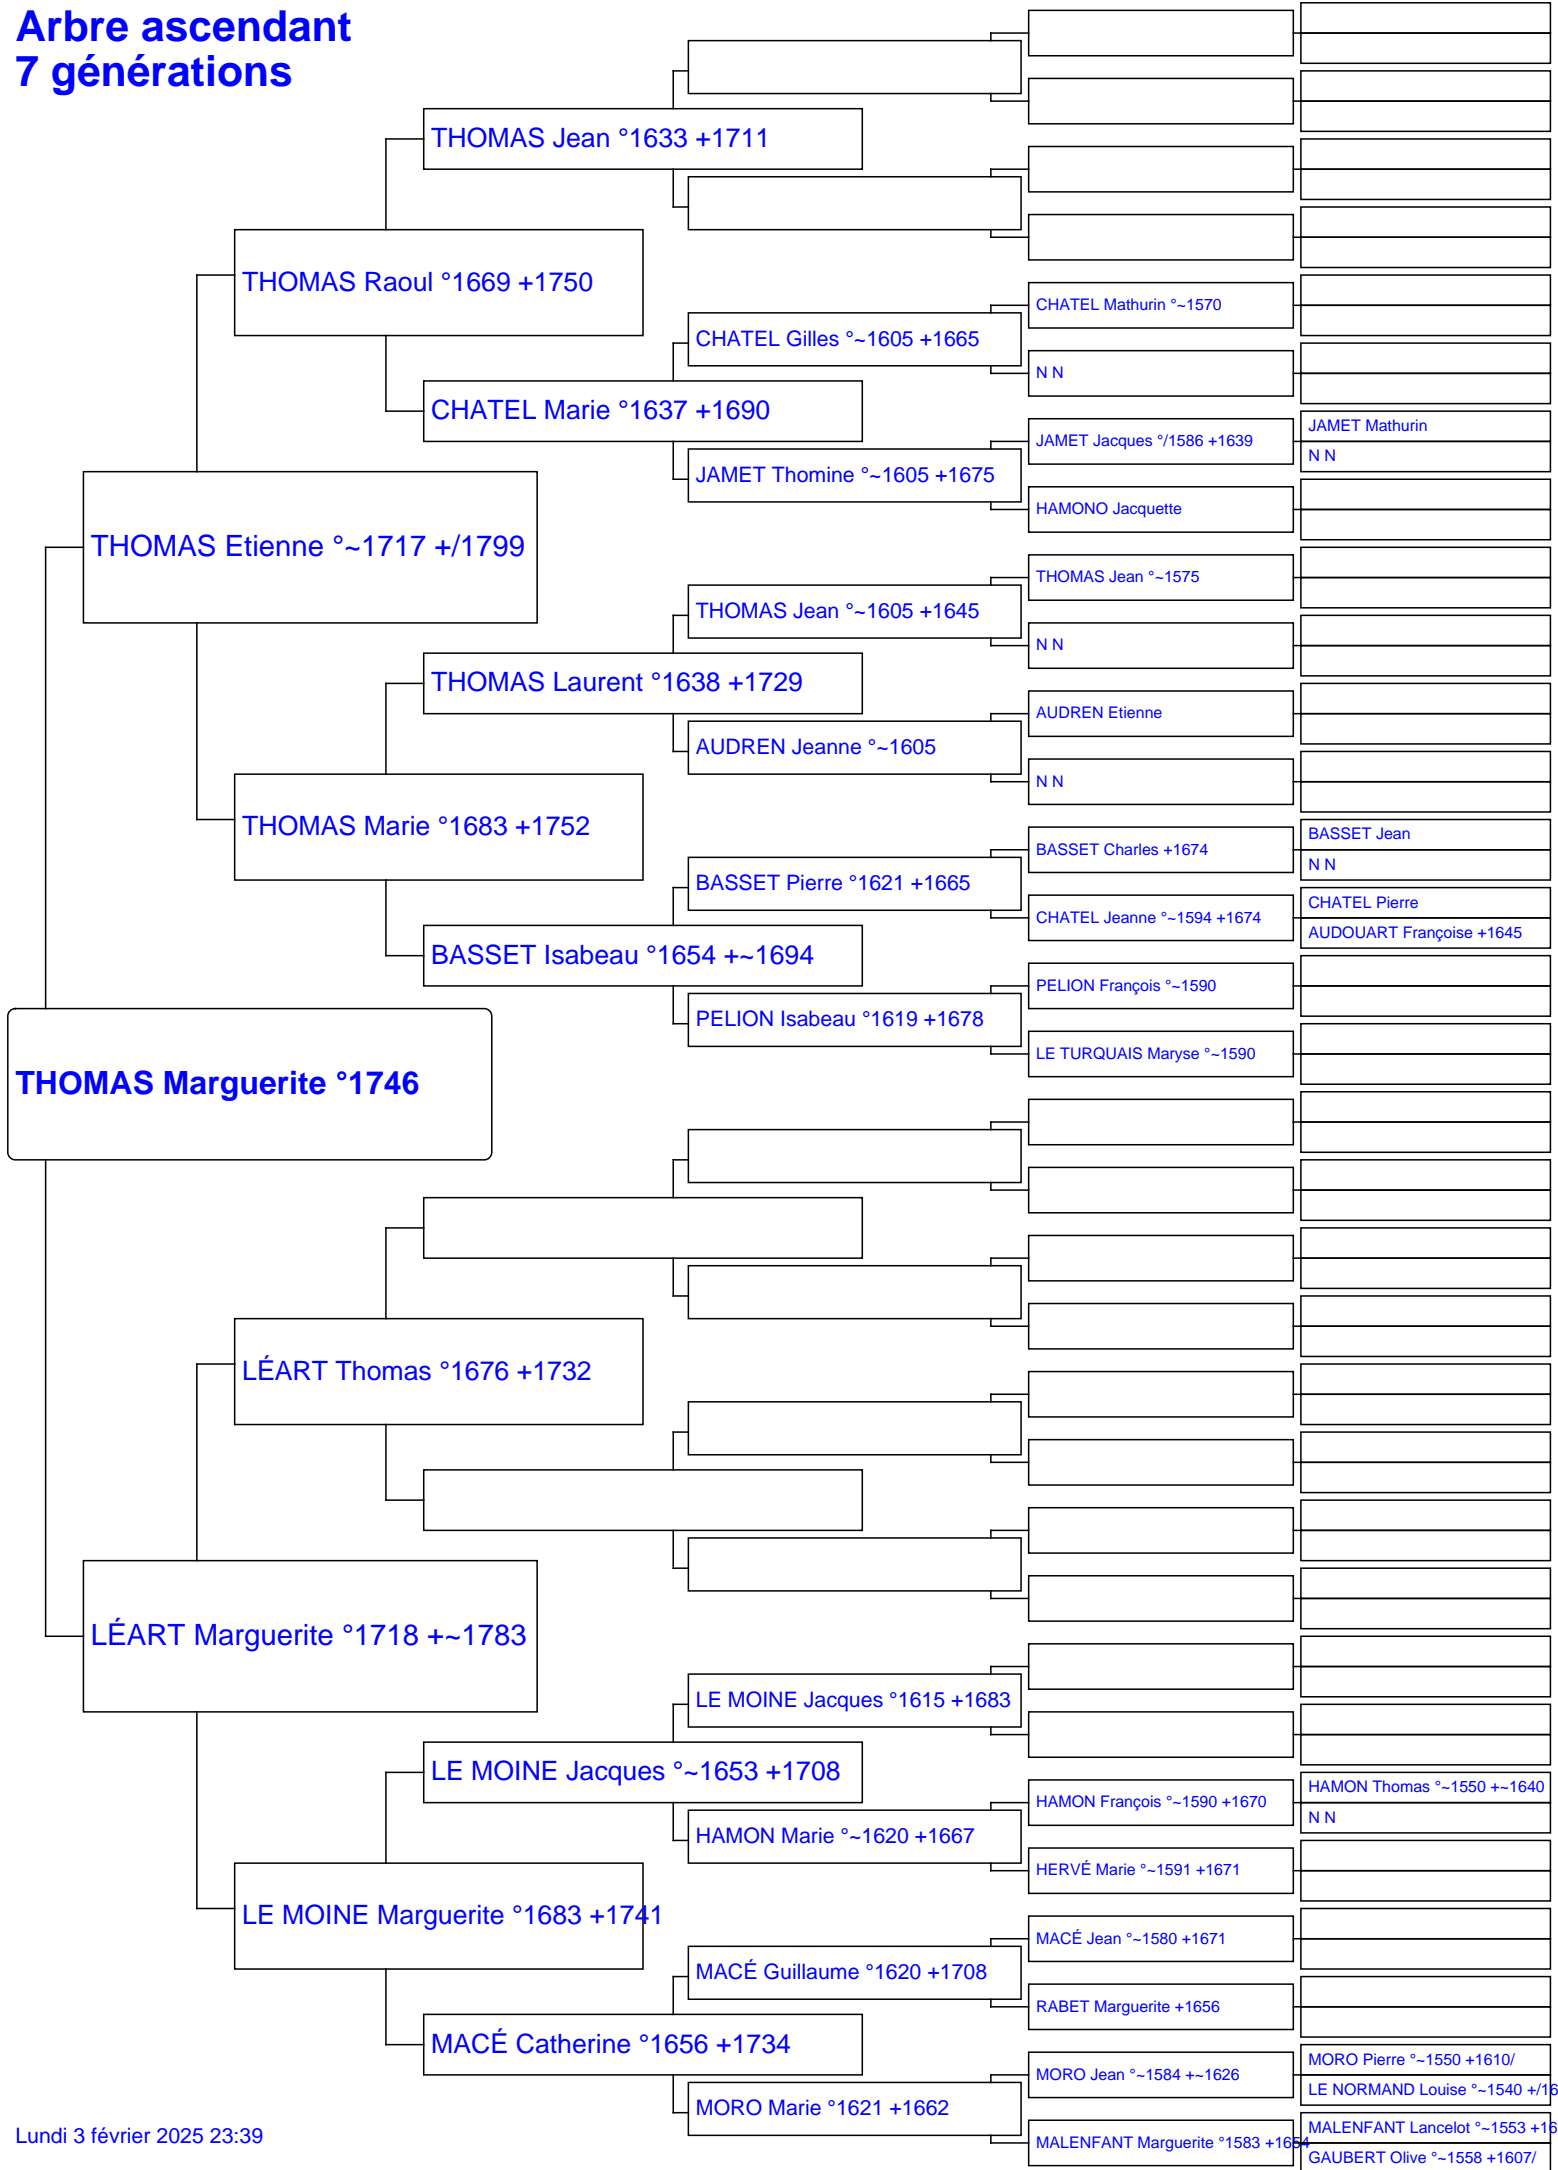 Arbre ascendant
7 générations
THOMAS Jean °1633 +1711
THOMAS Raoul °1669 +1750
CHATEL Mathurin °~1570
CHATEL Gilles °~1605 +1665
N N
CHATEL Marie °1637 +1690
JAMET Mathurin
JAMET Jacques °/1586 +1639
N N
JAMET Thomine °~1605 +1675
HAMONO Jacquette
THOMAS Etienne °~1717 +/1799
THOMAS Jean °~1575
THOMAS Jean °~1605 +1645
N N
THOMAS Laurent °1638 +1729
AUDREN Etienne
AUDREN Jeanne °~1605
N N
THOMAS Marie °1683 +1752
BASSET Jean
BASSET Charles +1674
N N
BASSET Pierre °1621 +1665
CHATEL Pierre
CHATEL Jeanne °~1594 +1674
AUDOUART Françoise +1645
BASSET Isabeau °1654 +~1694
PELION François °~1590
PELION Isabeau °1619 +1678
LE TURQUAIS Maryse °~1590
THOMAS Marguerite °1746
LÉART Thomas °1676 +1732
LÉART Marguerite °1718 +~1783
LE MOINE Jacques °1615 +1683
LE MOINE Jacques °~1653 +1708
HAMON Thomas °~1550 +~1640
HAMON François °~1590 +1670
N N
HAMON Marie °~1620 +1667
HERVÉ Marie °~1591 +1671
LE MOINE Marguerite °1683 +1741
MACÉ Jean °~1580 +1671
MACÉ Guillaume °1620 +1708
RABET Marguerite +1656
MACÉ Catherine °1656 +1734
MORO Pierre °~1550 +1610/
MORO Jean °~1584 +~1626
LE NORMAND Louise °~1540 +/16
MORO Marie °1621 +1662
MALENFANT Lancelot °~1553 +16
MALENFANT Marguerite °1583 +1654
GAUBERT Olive °~1558 +1607/
Lundi 3 février 2025 23:39